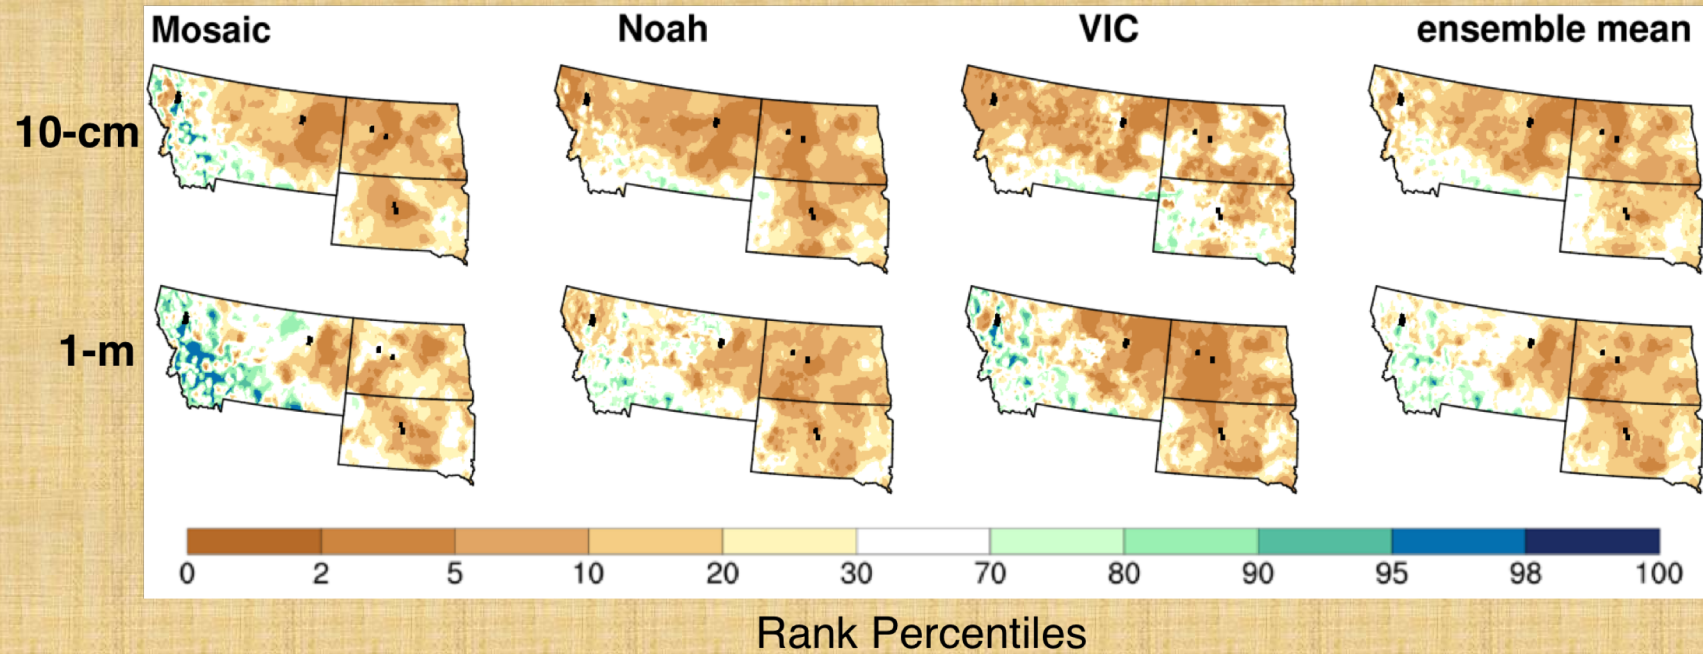 Mosaic Noah VIC ensemble mean
10-cm
1-m
0 2 5 10 20 30 70 80 90 95 98 100
Rank Percentiles